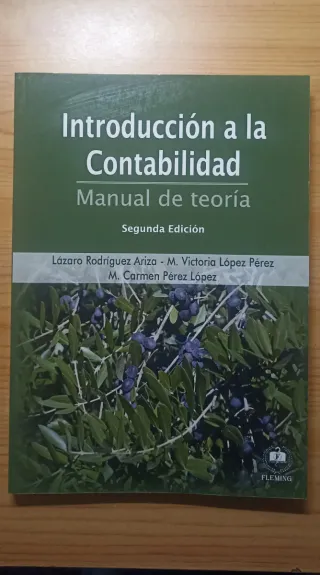 Introducción a la
Contabilidad
Manual de teoría
Segunda Edición
Lázaro Rodríguez Ariza - M. Victoria López Pérez
M. Carmen Pérez López
FLEMING